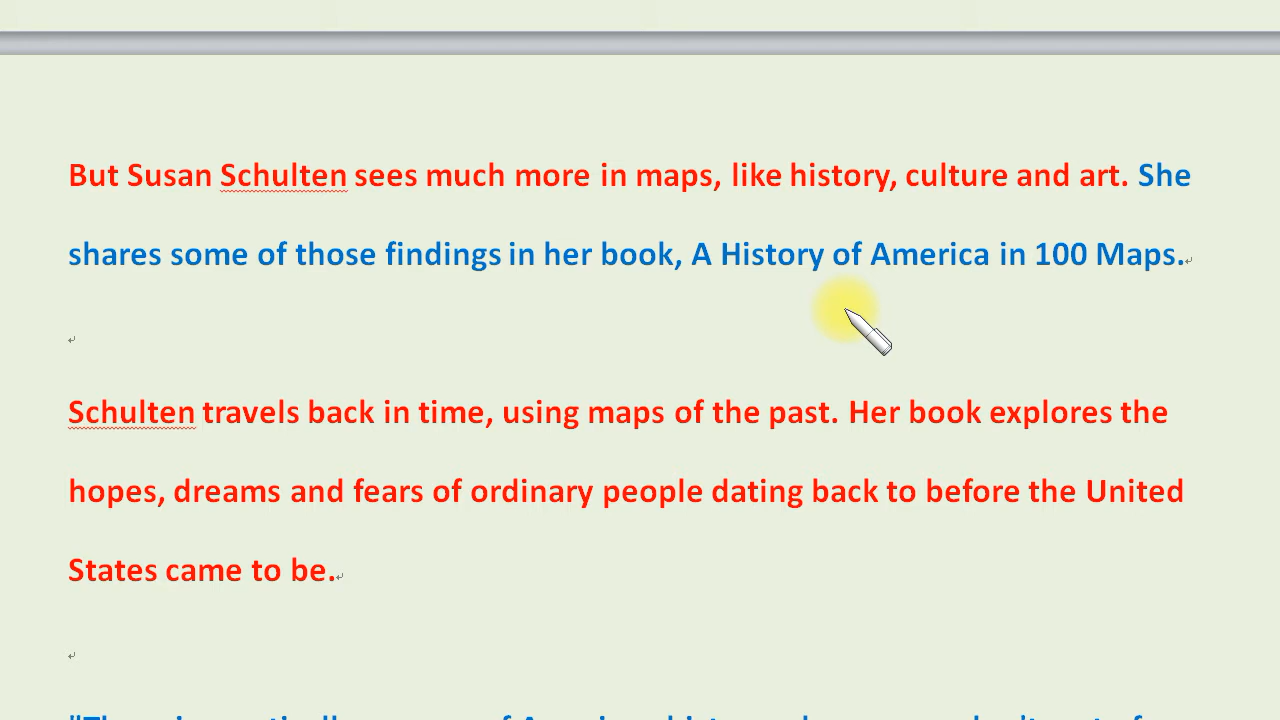 But Susan Schulten sees much more in maps, like history, culture and art. She
shares some of those findings in her book, A History of America in 100 Maps.
Schulten travels back in time, using maps of the past. Her book explores the
hopes, dreams and fears of ordinary people dating back to before the United
States came to be.